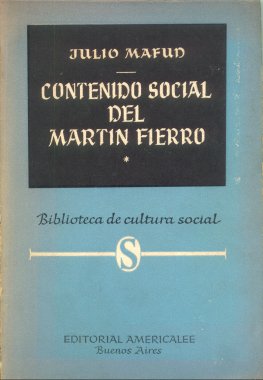 JULIO MAFUD
CONTENIDO SOCIAL
DEL
MARTIN FIERRO
*
Biblioteca de cultura social
S
EDITORIAL AMERICALEE
Buenos Aires